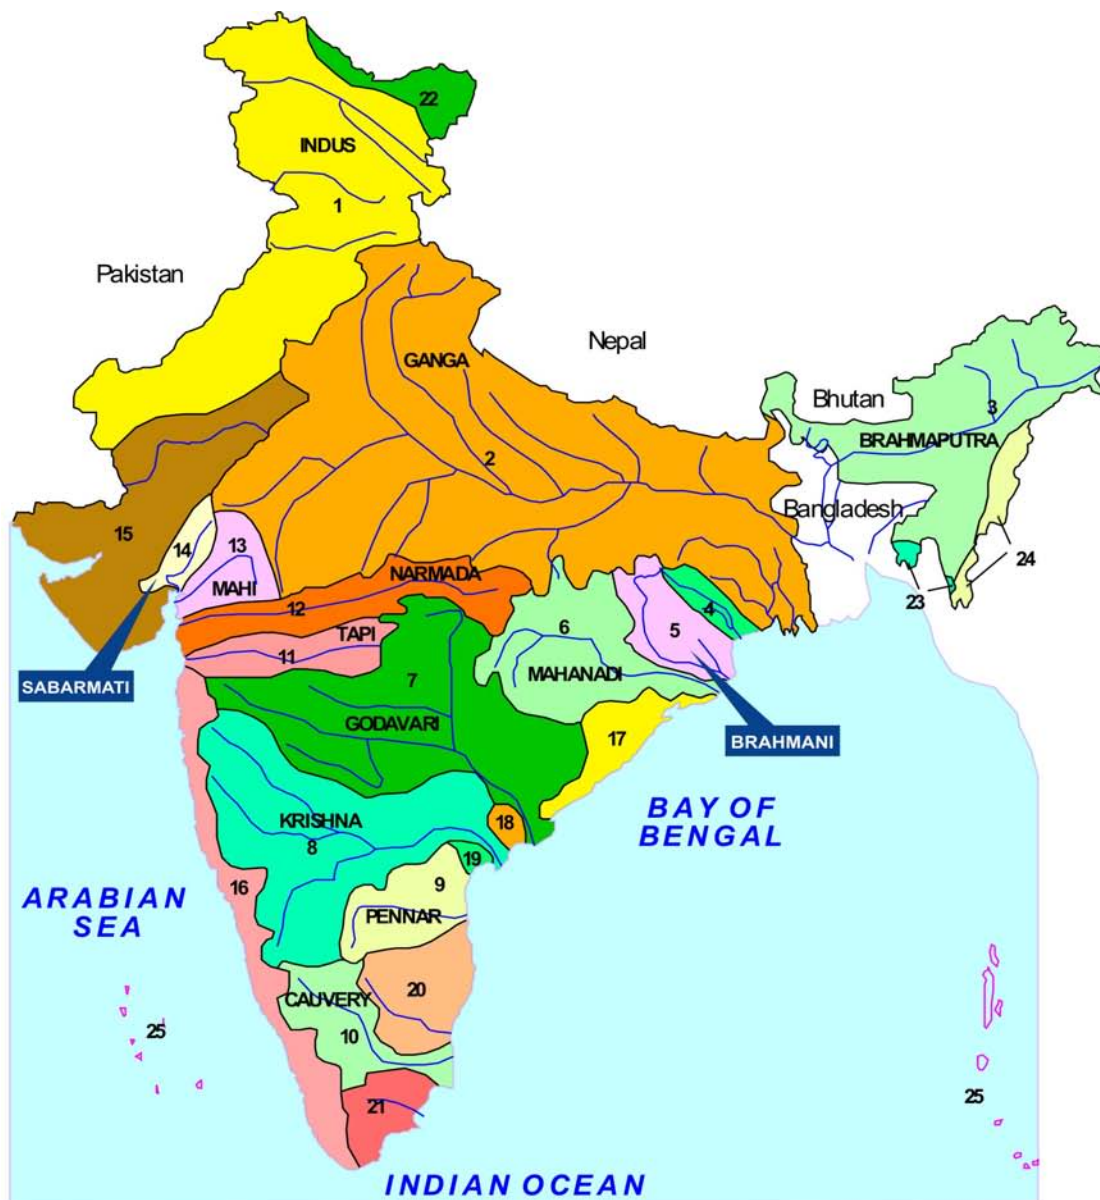 22
INDUS
1
Pakistan
Nepal
GANGA
Bhutan
3
BRAHMAPUTRA
2
Bangladesh
15
14
13
MAHI
NARMADA
24
12
TAPI
11
23
4
5
6
MAHANADI
SABARMATI
7
GODAVARI
17
BRAHMANI
BAY OF
BENGAL
KRISHNA
8
18
19
16
9
PENNAR
ARABIAN
SEA
CAUVERY
20
10
25
25
21
INDIAN OCEAN